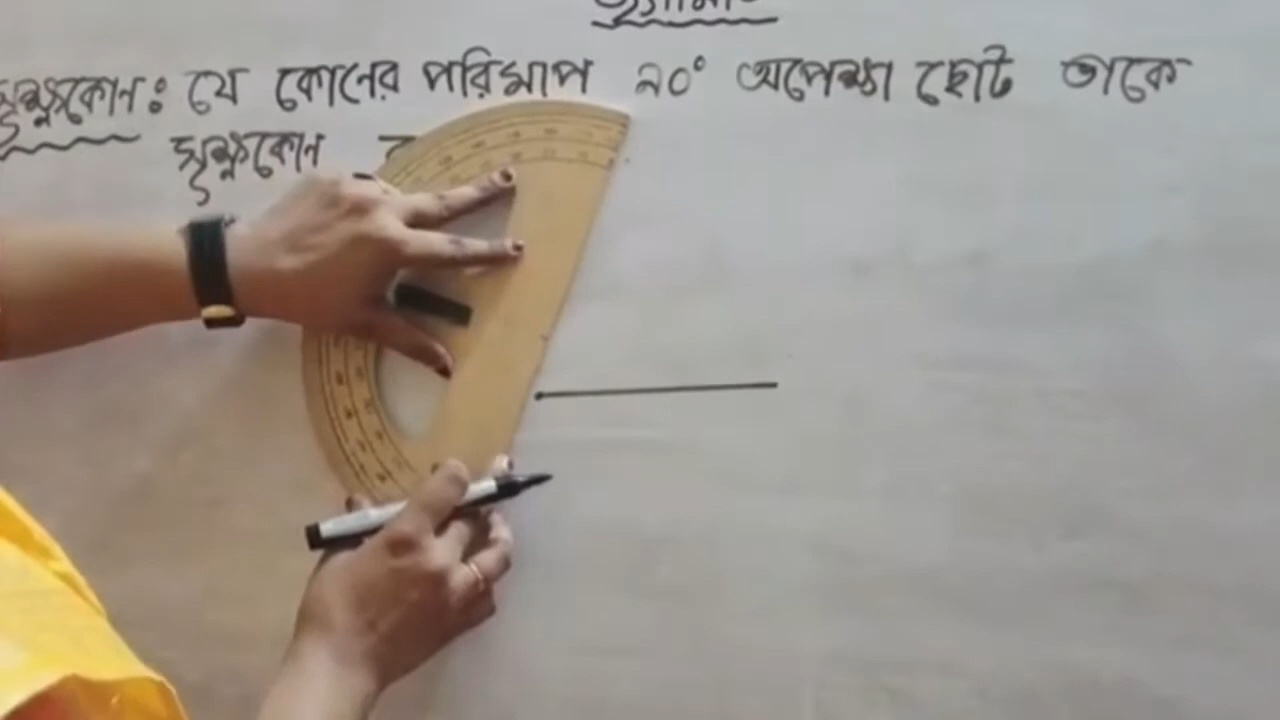 সূক্ষ্মকোন: যে কোনের পরিমাপ ৯০° অপেক্ষা ছোট তাকে
সূক্ষ্মকোন